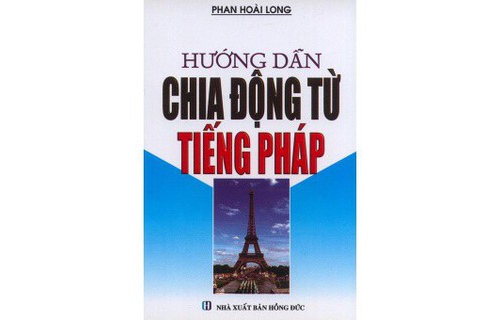 PHAN HOÀI LONG
HƯỚNG DẪN
CHIA ĐỘNG TỪ
TIẾNG PHÁP
NHÀ XUẤT BẢN HỒNG ĐỨC